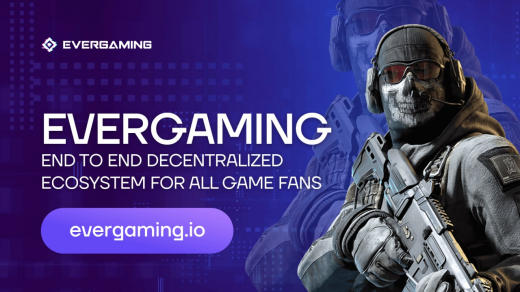 EVERGAMING
EVERGAMING
END TO END DECENTRALIZED
ECOSYSTEM FOR ALL GAME FANS
evergaming.io